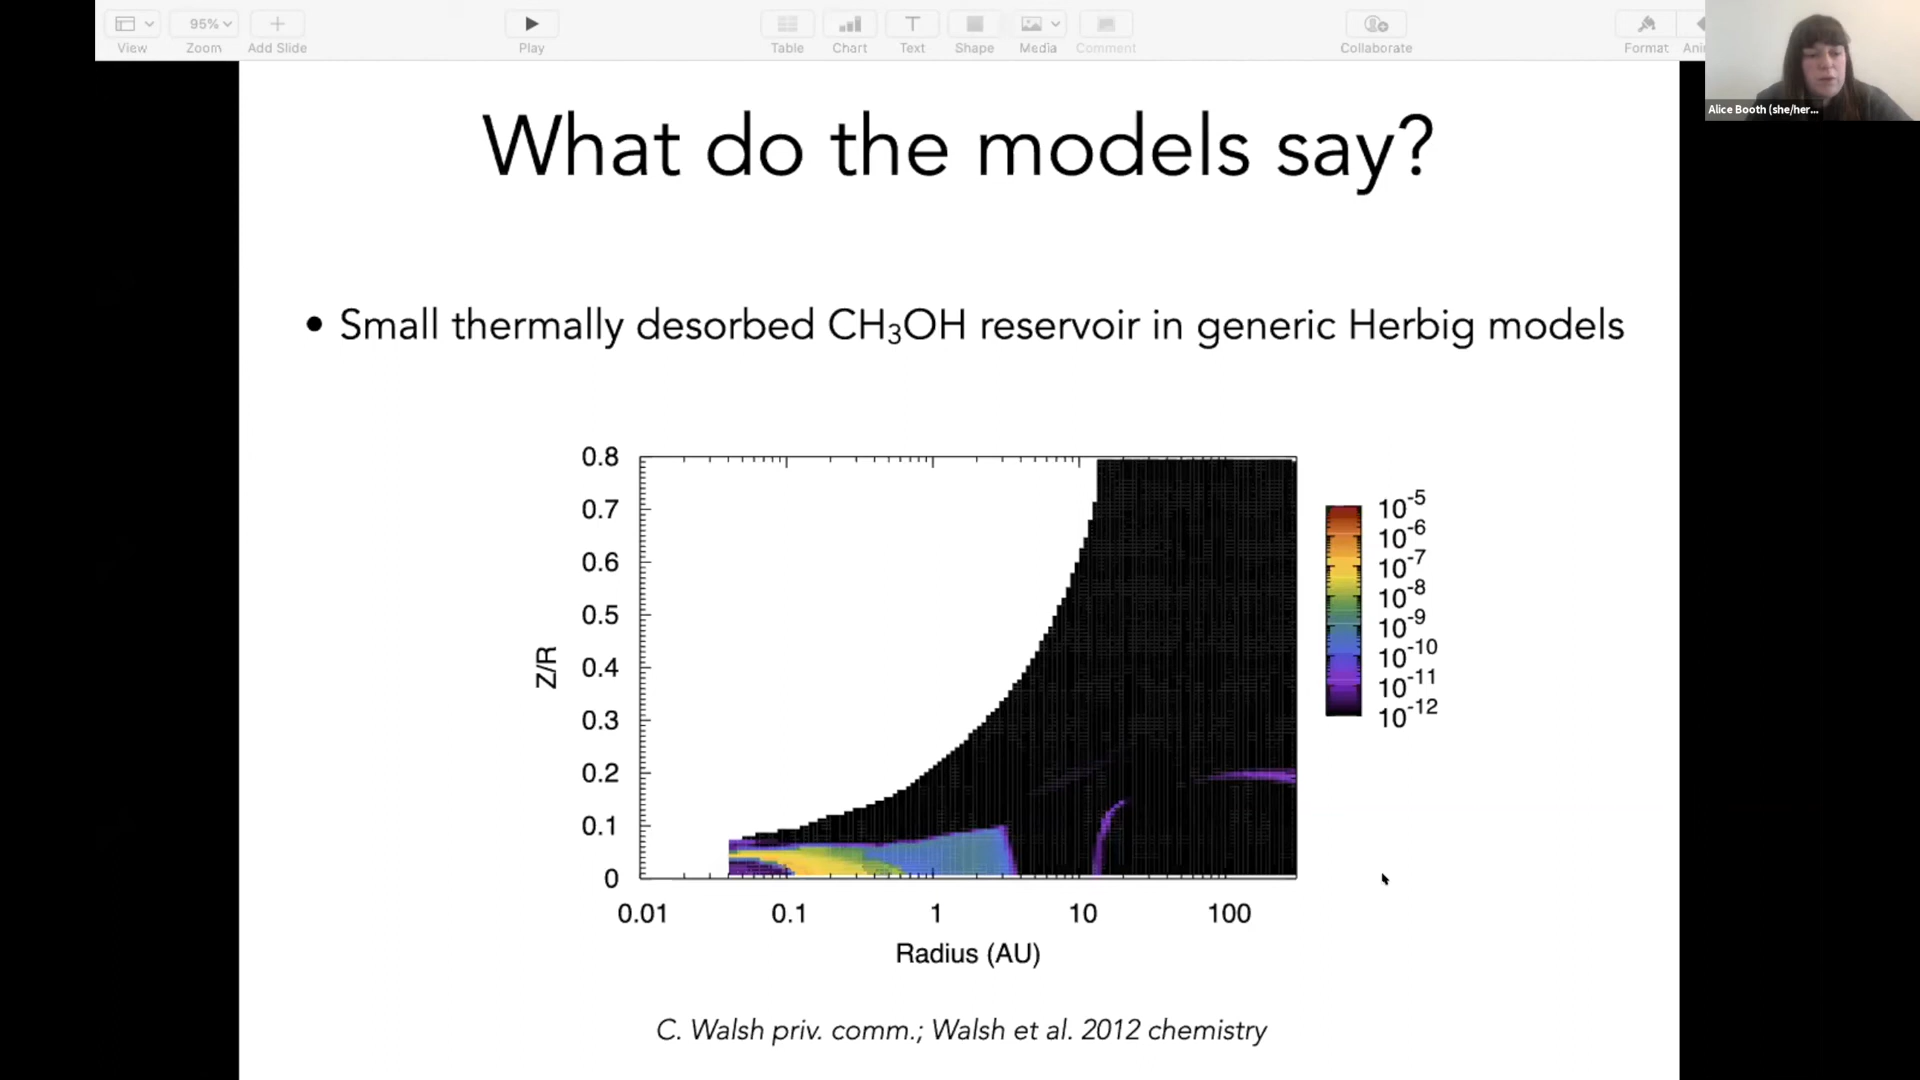 95%
View
Zoom
Add Slide
Play
Table
Chart
Text
Shape
Media
Comment
Collaborate
Format
Ani
Alice Booth (she/her...
What do the models say?
• Small thermally desorbed CH₃OH reservoir in generic Herbig models
0.8
0.7
0.6
0.5
0.4
0.3
0.2
0.1
0
Z/R
0.01 0.1 1 10 100
Radius (AU)
10⁻⁵
10⁻⁶
10⁻⁷
10⁻⁸
10⁻⁹
10⁻¹⁰
10⁻¹¹
10⁻¹²
C. Walsh priv. comm.; Walsh et al. 2012 chemistry